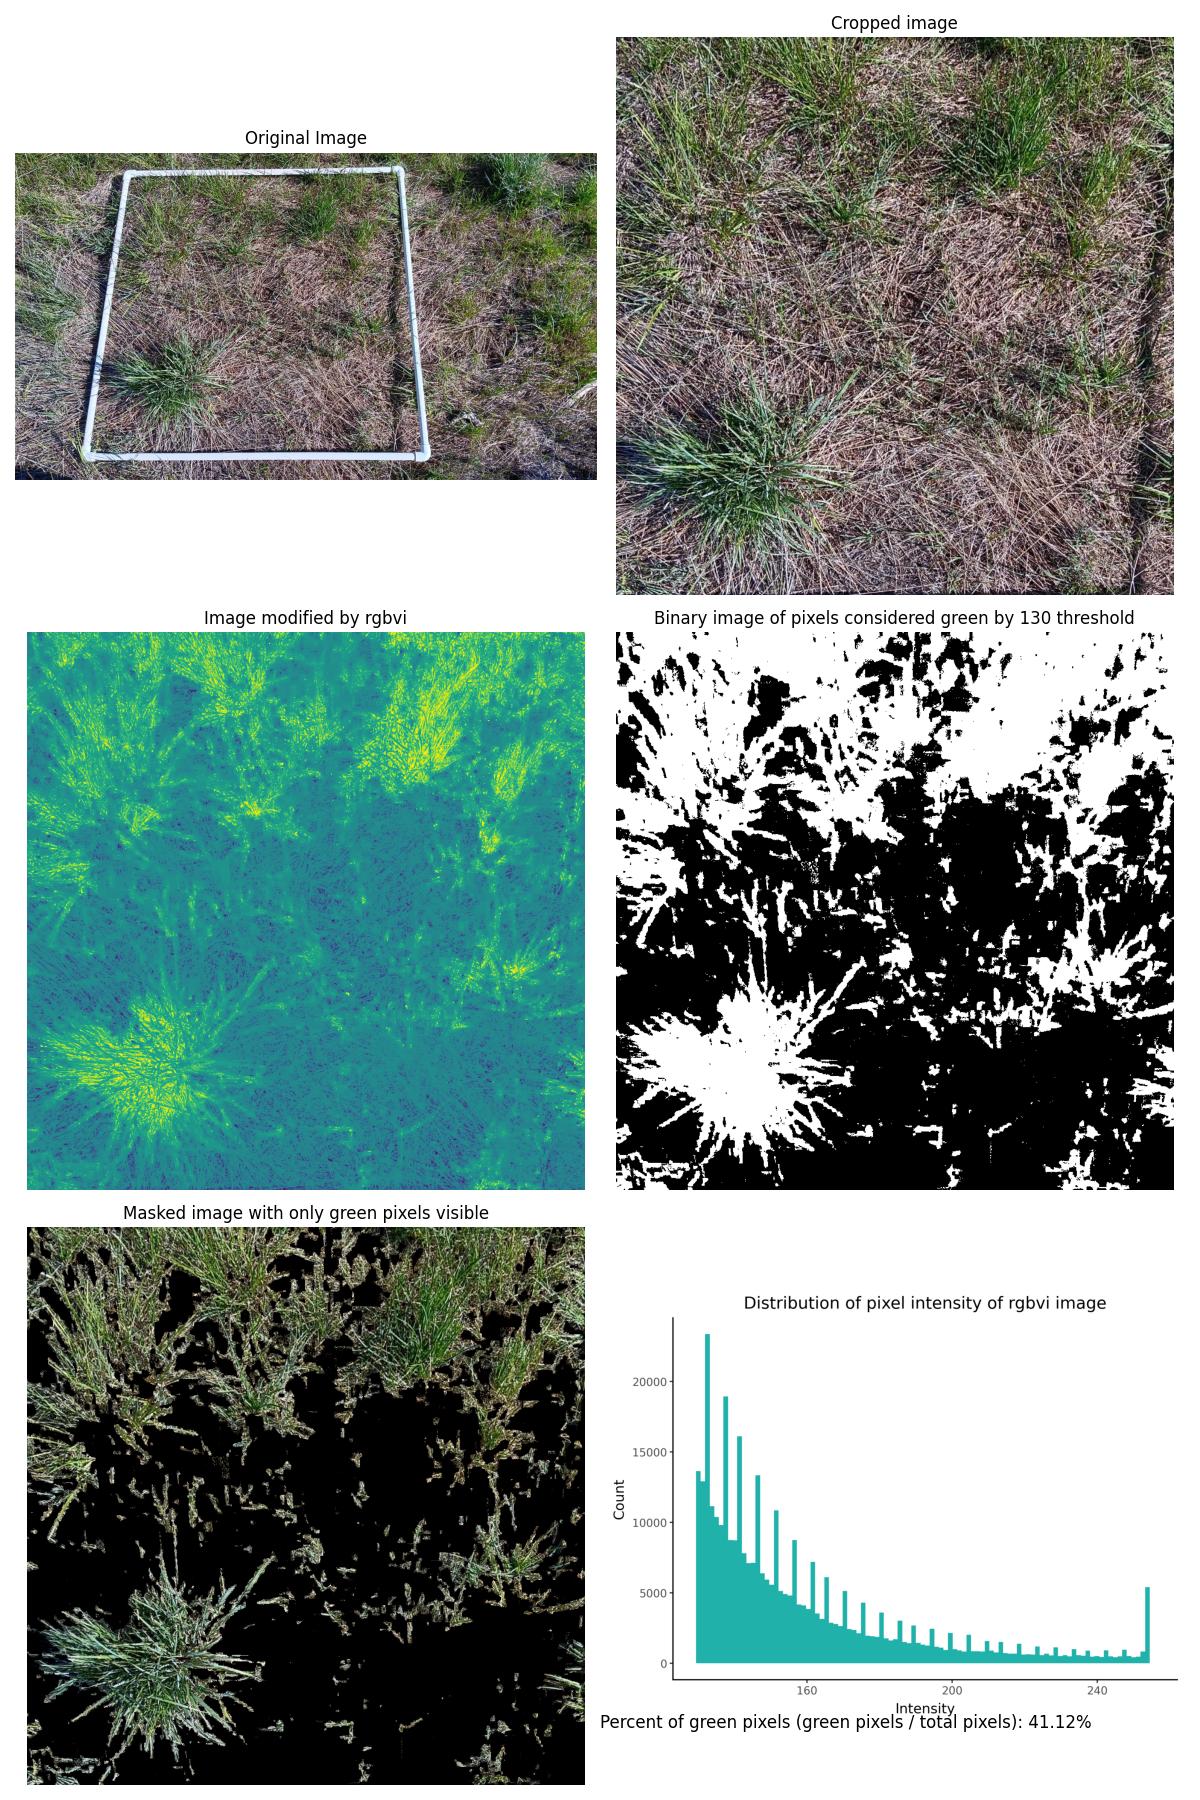 Cropped image
Original Image
Image modified by rgbvi
Binary image of pixels considered green by 130 threshold
Masked image with only green pixels visible
Distribution of pixel intensity of rgbvi image
20000
15000
10000
5000
0
Count
160 200 240
Intensity
Percent of green pixels (green pixels / total pixels): 41.12%